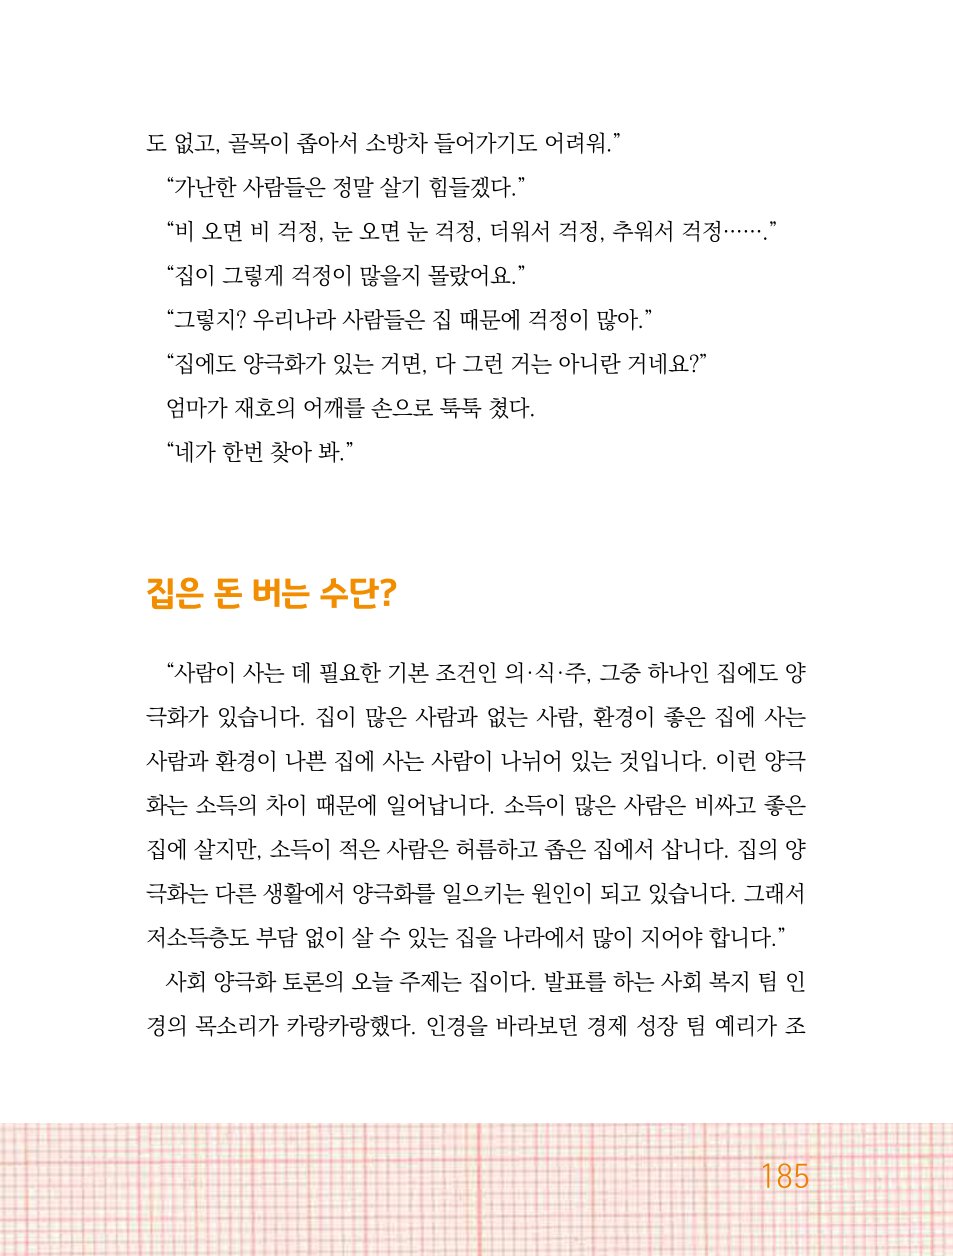 도 없고, 골목이 좁아서 소방차 들어가기도 어려워.”
“가난한 사람들은 정말 살기 힘들겠다.”
“비 오면 비 걱정, 눈 오면 눈 걱정, 더워서 걱정, 추워서 걱정…….”
“집이 그렇게 걱정이 많을지 몰랐어요.”
“그렇지? 우리나라 사람들은 집 때문에 걱정이 많아.”
“집에도 양극화가 있는 거면, 다 그런 거는 아니란 거네요?”
엄마가 재호의 어깨를 손으로 툭툭 쳤다.
“네가 한번 찾아 봐.”
집은 돈 버는 수단?
“사람이 사는 데 필요한 기본 조건인 의·식·주, 그중 하나인 집에도 양
극화가 있습니다. 집이 많은 사람과 없는 사람, 환경이 좋은 집에 사는
사람과 환경이 나쁜 집에 사는 사람이 나뉘어 있는 것입니다. 이런 양극
화는 소득의 차이 때문에 일어납니다. 소득이 많은 사람은 비싸고 좋은
집에 살지만, 소득이 적은 사람은 허름하고 좁은 집에서 삽니다. 집의 양
극화는 다른 생활에서 양극화를 일으키는 원인이 되고 있습니다. 그래서
저소득층도 부담 없이 살 수 있는 집을 나라에서 많이 지어야 합니다.”
사회 양극화 토론의 오늘 주제는 집이다. 발표를 하는 사회 복지 팀 인
경의 목소리가 카랑카랑했다. 인경을 바라보던 경제 성장 팀 예리가 조
185